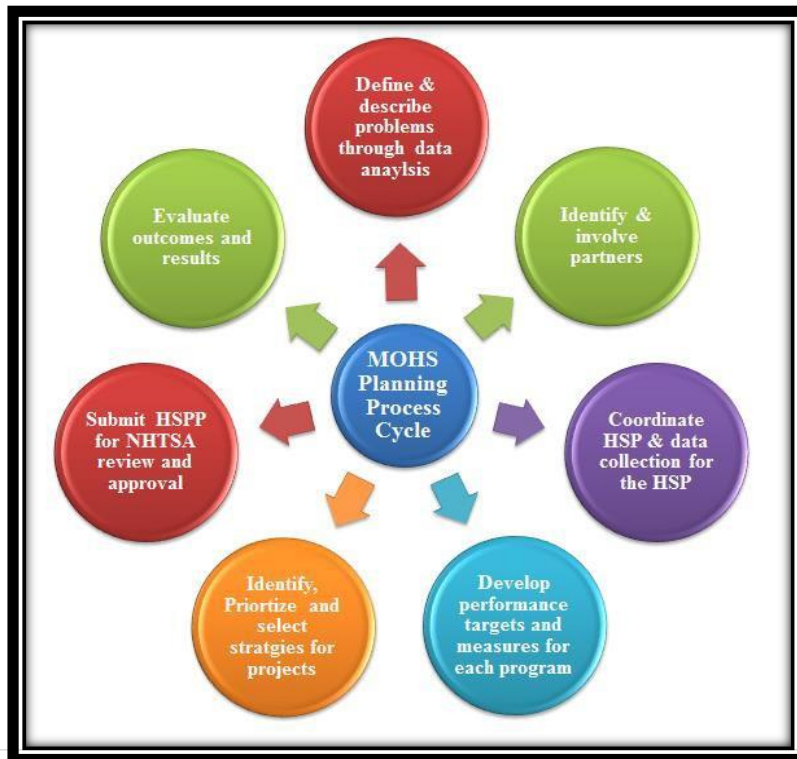 Define &
describe
problems
through data
anaylsis
Identify &
involve
partners
Coordinate
HSP & data
collection for
the HSP
Develop
performance
targets and
measures for
each program
Identify,
Priortize and
select
stratgies for
projects
Submit HSPP
for NHTSA
review and
approval
Evaluate
outcomes and
results
MOHS
Planning
Process
Cycle